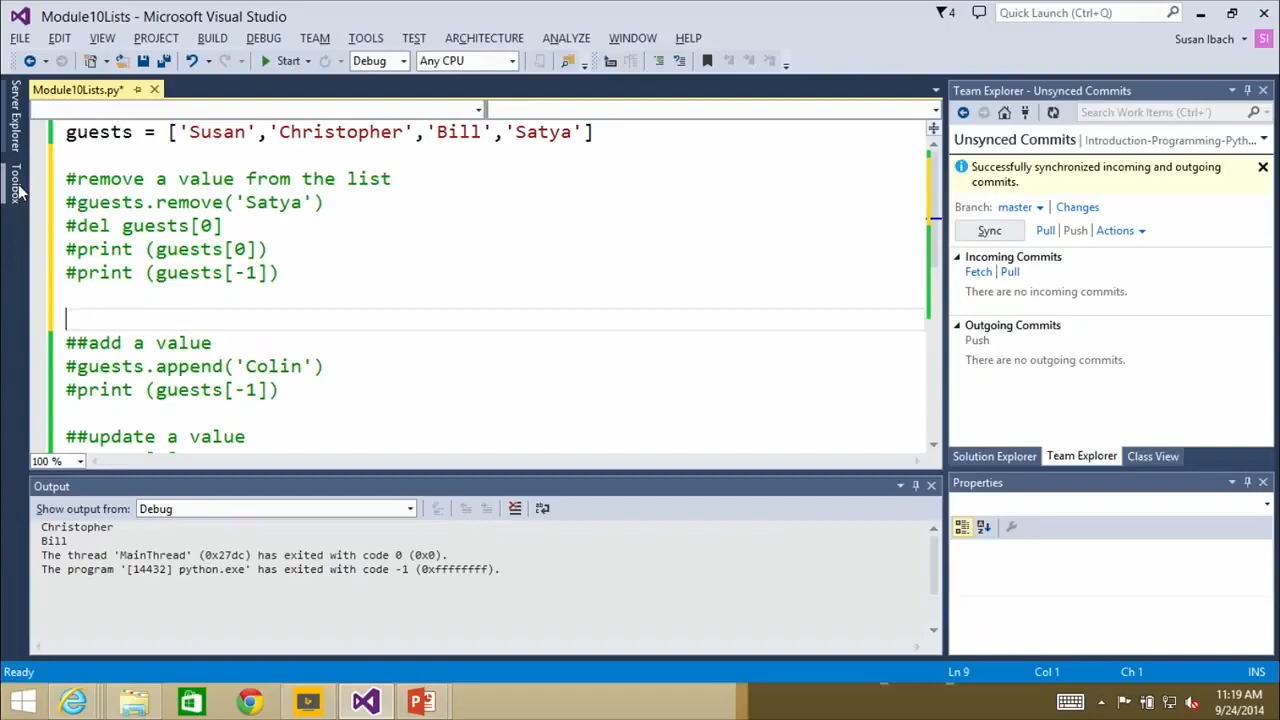 Module10Lists - Microsoft Visual Studio
4
Quick Launch (Ctrl+Q)
FILE EDIT VIEW PROJECT BUILD DEBUG TEAM TOOLS TEST ARCHITECTURE ANALYZE WINDOW HELP
Susan Ibach
SI
Start
Debug
Any CPU
Server Explorer
Toolbox
Module10Lists.py*
guests = ['Susan','Christopher','Bill','Satya']
#remove a value from the list
#guests.remove('Satya')
#del guests[0]
#print (guests[0])
#print (guests[-1])
##add a value
#guests.append('Colin')
#print (guests[-1])
##update a value
100 %
Output
Show output from: Debug
Christopher
Bill
The thread 'MainThread' (0x27dc) has exited with code 0 (0x0).
The program '[14432] python.exe' has exited with code -1 (0xffffffff).
Team Explorer - Unsynced Commits
Search Work Items (Ctrl+')
Unsynced Commits | Introduction-Programming-Pyth...
Successfully synchronized incoming and outgoing
commits.
Branch: master Changes
Sync Pull | Push | Actions
Incoming Commits
Fetch | Pull
There are no incoming commits.
Outgoing Commits
Push
There are no outgoing commits.
Solution Explorer Team Explorer Class View
Properties
Ready
Ln 9
Col 1
Ch 1
INS
11:19 AM
9/24/2014